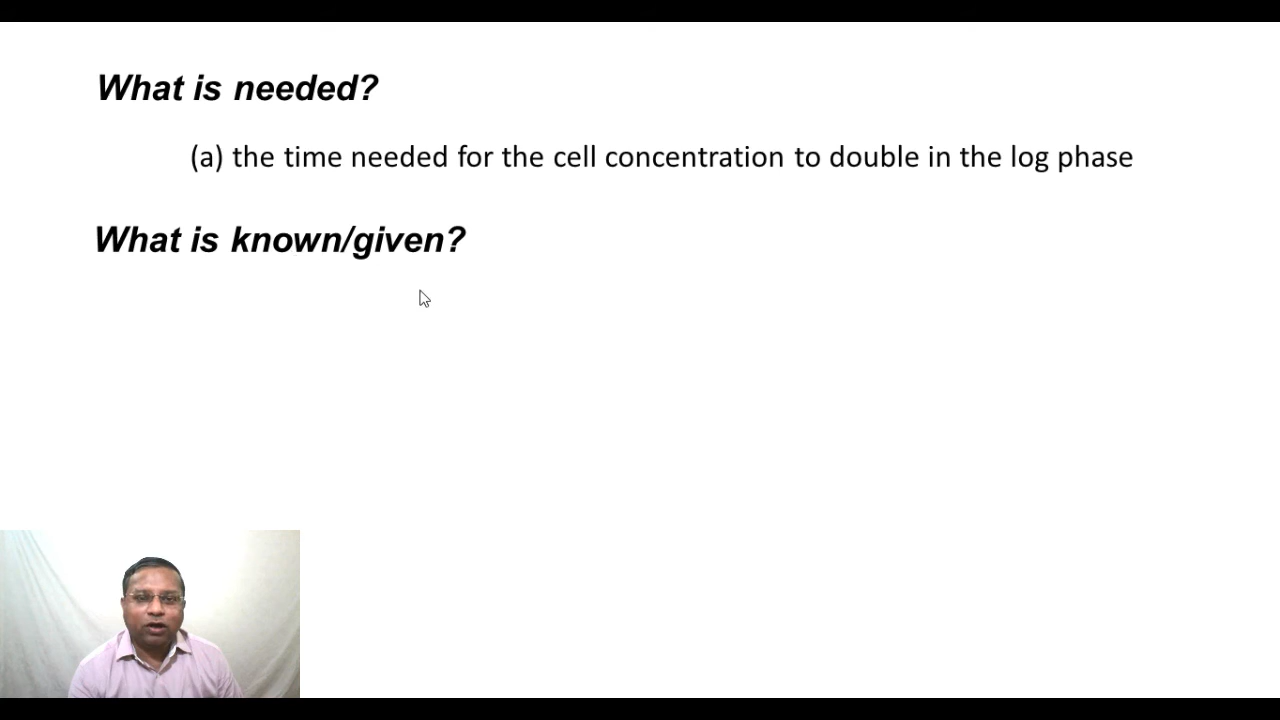 What is needed?
(a) the time needed for the cell concentration to double in the log phase
What is known/given?